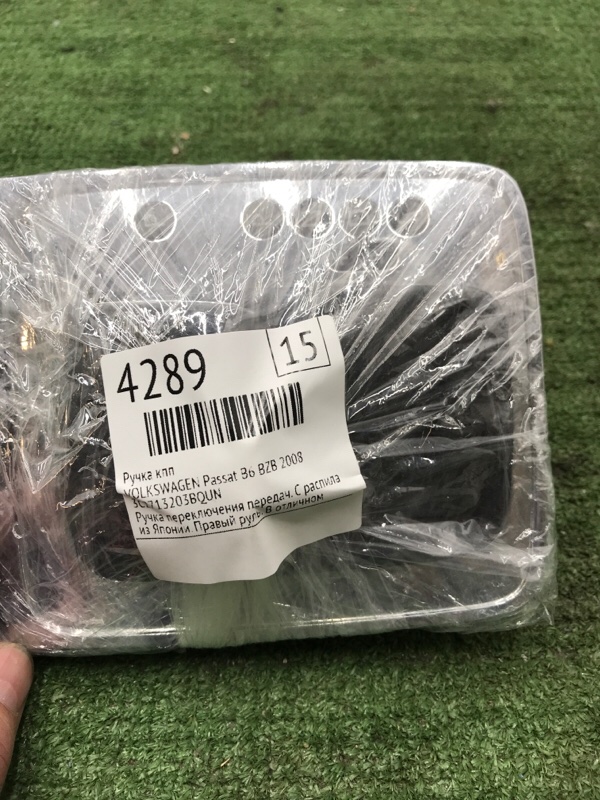 4289
15
Ручка кпп
VOLKSWAGEN Passat B6 BZB 2008
3C1713203BQUN
Ручка переключения передач. С распила
из Японии. Правый руль. В отличном